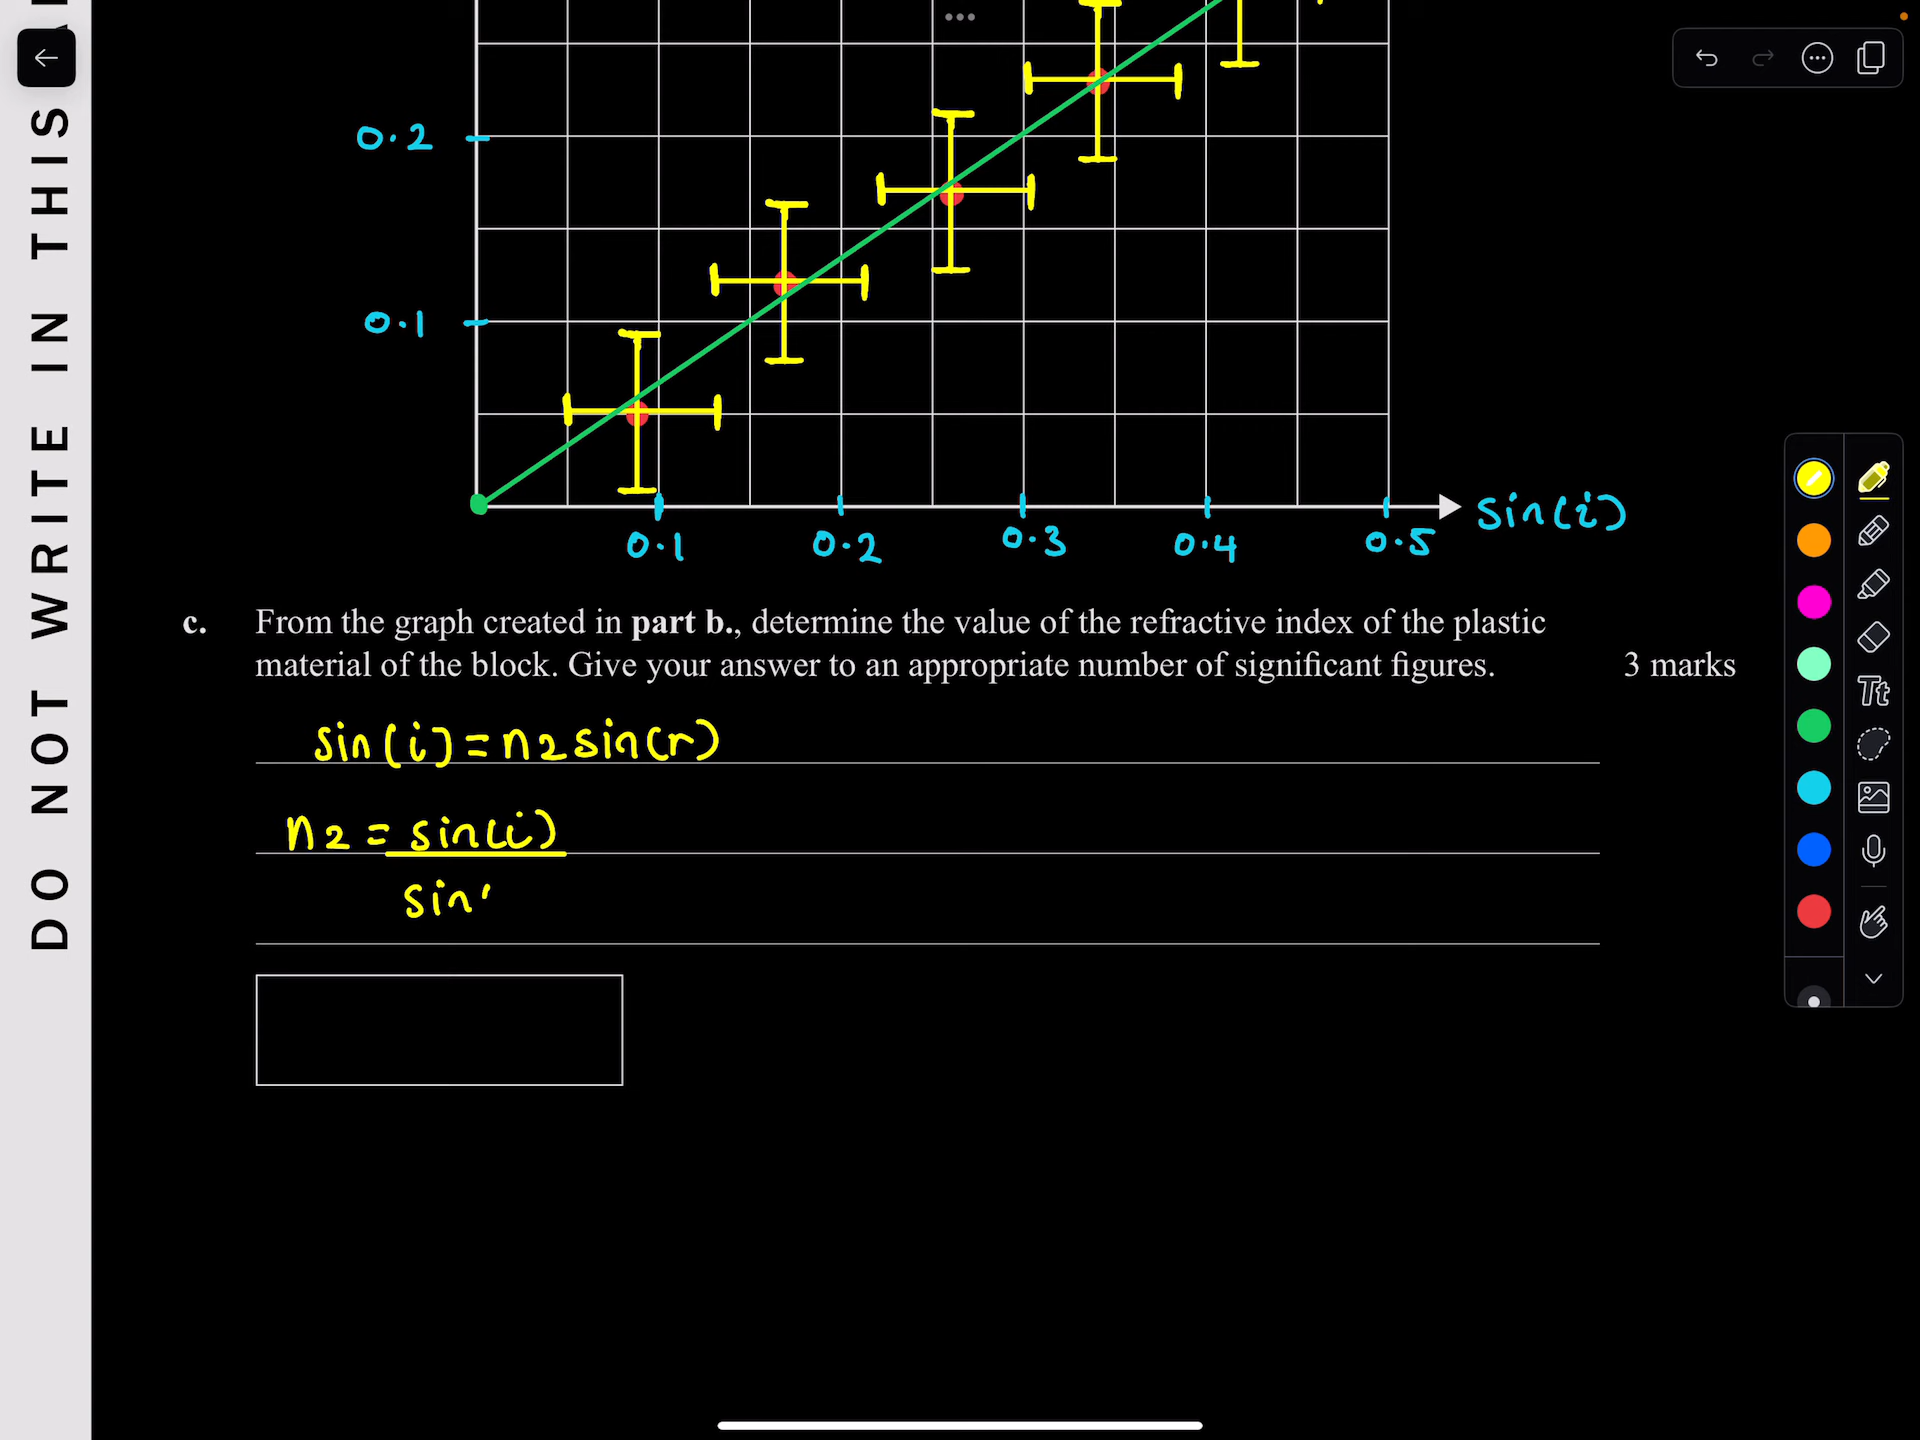 DO NOT WRITE IN THIS
0.2
0.1
sin(i)
0.1 0.2 0.3 0.4 0.5
c. From the graph created in part b., determine the value of the refractive index of the plastic
material of the block. Give your answer to an appropriate number of significant figures. 3 marks
sin(i) = n2sin(r)
n2 = sin(i)
sin
Tt